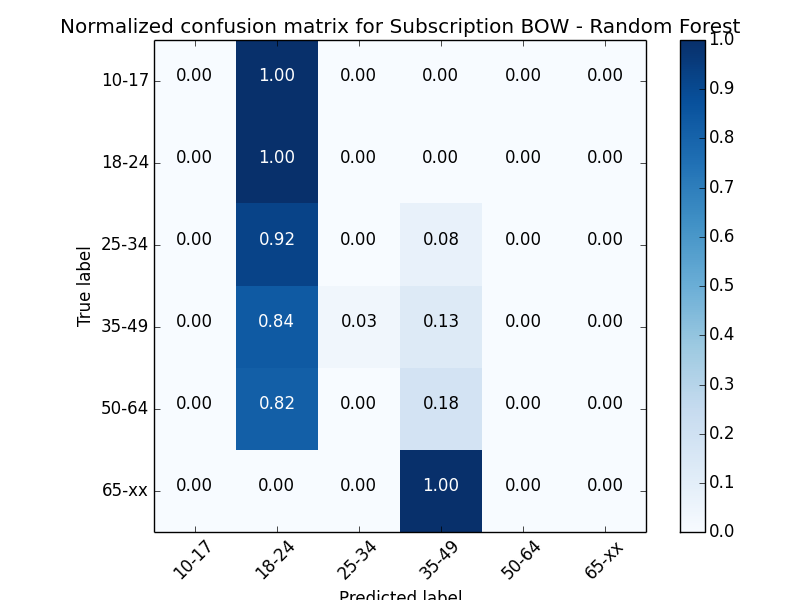 Normalized confusion matrix for Subscription BOW - Random Forest
10-17 0.00 1.00 0.00 0.00 0.00 0.00
18-24 0.00 1.00 0.00 0.00 0.00 0.00
25-34 0.00 0.92 0.00 0.08 0.00 0.00
35-49 0.00 0.84 0.03 0.13 0.00 0.00
50-64 0.00 0.82 0.00 0.18 0.00 0.00
65-xx 0.00 0.00 0.00 1.00 0.00 0.00
True label
10-17 18-24 25-34 35-49 50-64 65-xx
Predicted label
1.0
0.9
0.8
0.7
0.6
0.5
0.4
0.3
0.2
0.1
0.0